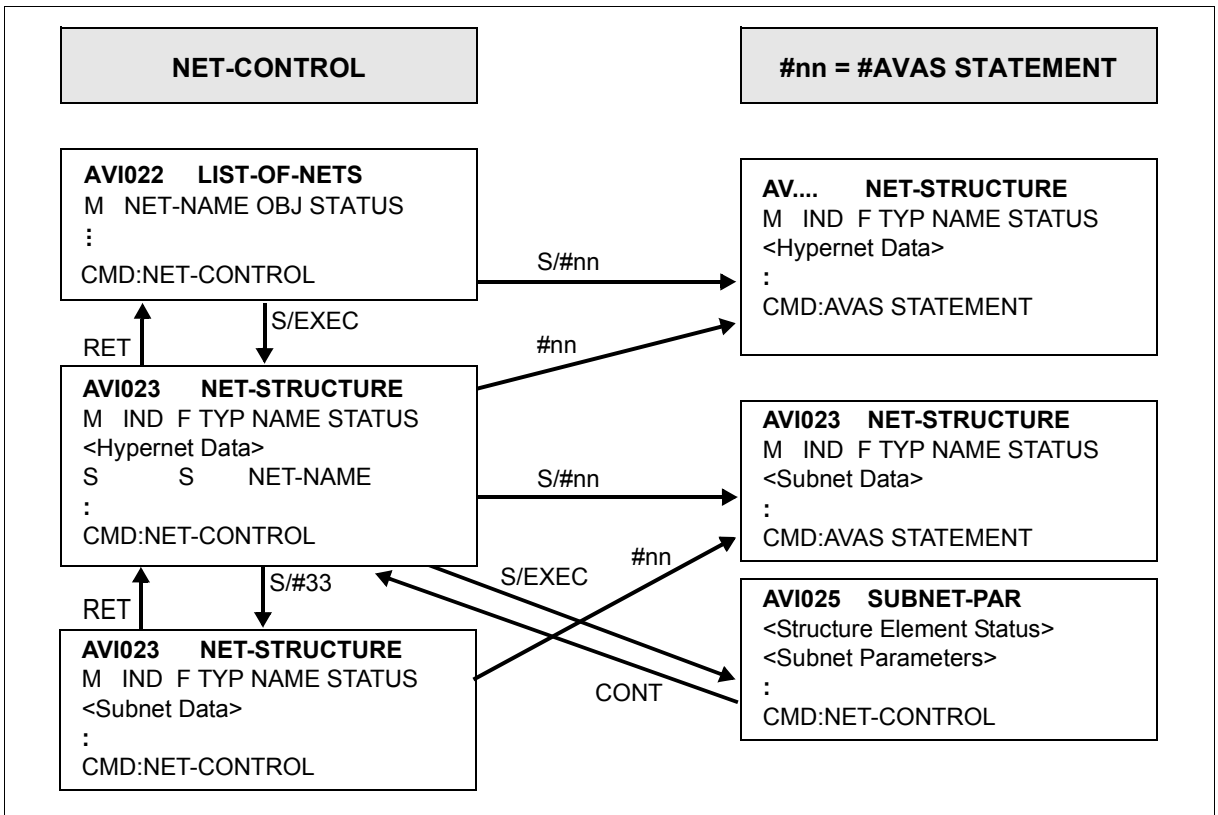 NET-CONTROL
#nn = #AVAS STATEMENT
AVI022 LIST-OF-NETS
M NET-NAME OBJ STATUS
:
CMD:NET-CONTROL
S/#nn
AV.... NET-STRUCTURE
M IND F TYP NAME STATUS
<Hypernet Data>
:
CMD:AVAS STATEMENT
RET
S/EXEC
#nn
AVI023 NET-STRUCTURE
M IND F TYP NAME STATUS
<Hypernet Data>
S S NET-NAME
:
CMD:NET-CONTROL
S/#nn
AVI023 NET-STRUCTURE
M IND F TYP NAME STATUS
<Subnet Data>
:
CMD:AVAS STATEMENT
RET
S/#33
S/EXEC
#nn
CONT
AVI023 NET-STRUCTURE
M IND F TYP NAME STATUS
<Subnet Data>
:
CMD:NET-CONTROL
AVI025 SUBNET-PAR
<Structure Element Status>
<Subnet Parameters>
:
CMD:NET-CONTROL